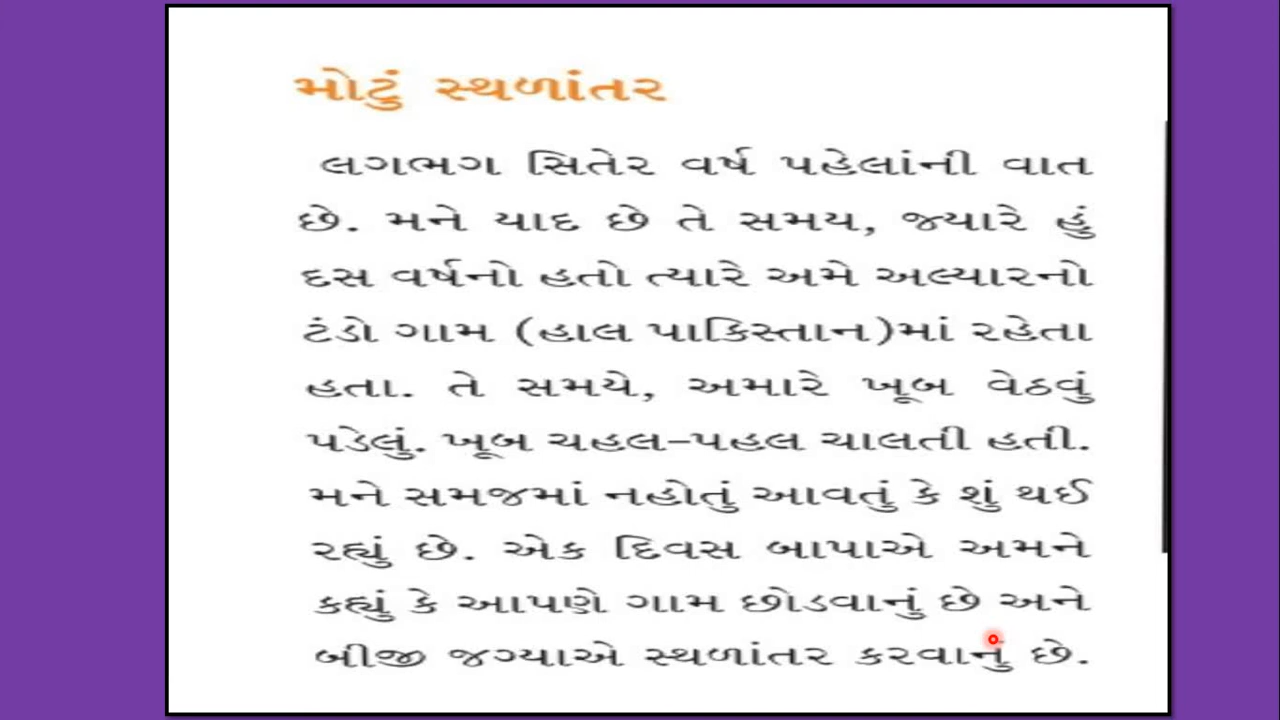 મોટું સ્થળાંતર
લગભગ સિતેર વર્ષ પહેલાંની વાત
છે. મને યાદ છે તે સમય, જ્યારે હું
દસ વર્ષનો હતો ત્યારે અમે અલ્યારનો
ટંડો ગામ (હાલ પાકિસ્તાન)માં રહેતા
હતા. તે સમયે, અમારે ખૂબ વેઠવું
પડેલું. ખૂબ ચહલ-પહલ ચાલતી હતી.
મને સમજમાં નહોતું આવતું કે શું થઈ
રહ્યું છે. એક દિવસ બાપાએ અમને
કહ્યું કે આપણે ગામ છોડવાનું છે અને
બીજી જગ્યાએ સ્થળાંતર કરવાનું છે.